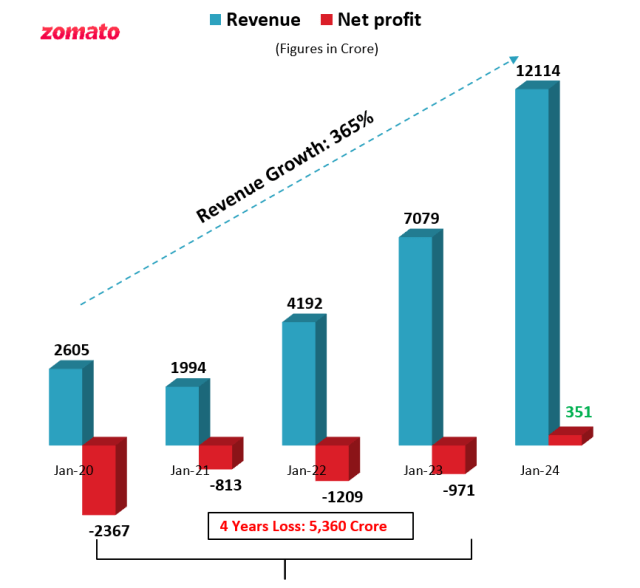 zomato
Revenue Net profit
(Figures in Crore)
12114
Revenue Growth: 365%
7079
4192
2605
1994
351
Jan-20 Jan-21 Jan-22 Jan-23 Jan-24
-813
-971
-1209
-2367
4 Years Loss: 5,360 Crore